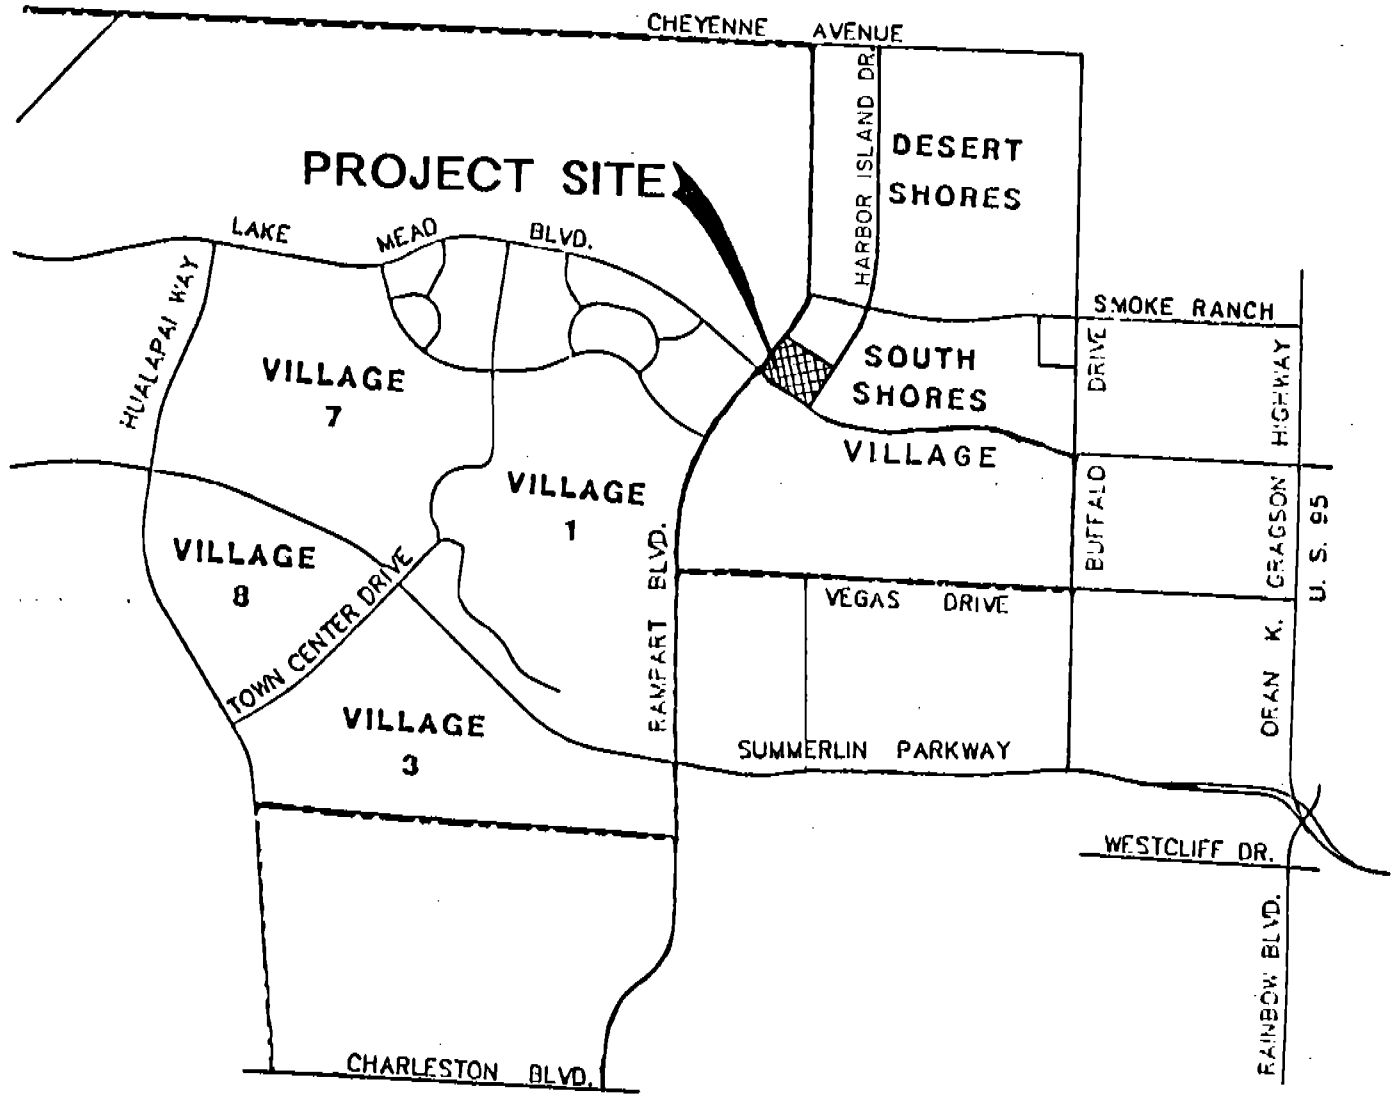 CHEYENNE AVENUE
HARBOR ISLAND DR.
DESERT
SHORES
PROJECT SITE
LAKE MEAD BLVD.
HUALAPAI WAY
SMOKE RANCH
SOUTH
SHORES
VILLAGE
BUFFALO DRIVE
ORAN K. GRAGSON HIGHWAY
U. S. 95
VILLAGE
7
VILLAGE
1
VILLAGE
8
TOWN CENTER DRIVE
RAMPART BLVD.
VEGAS DRIVE
VILLAGE
3
SUMMERLIN PARKWAY
WESTCLIFF DR.
RAINBOW BLVD.
CHARLESTON BLVD.